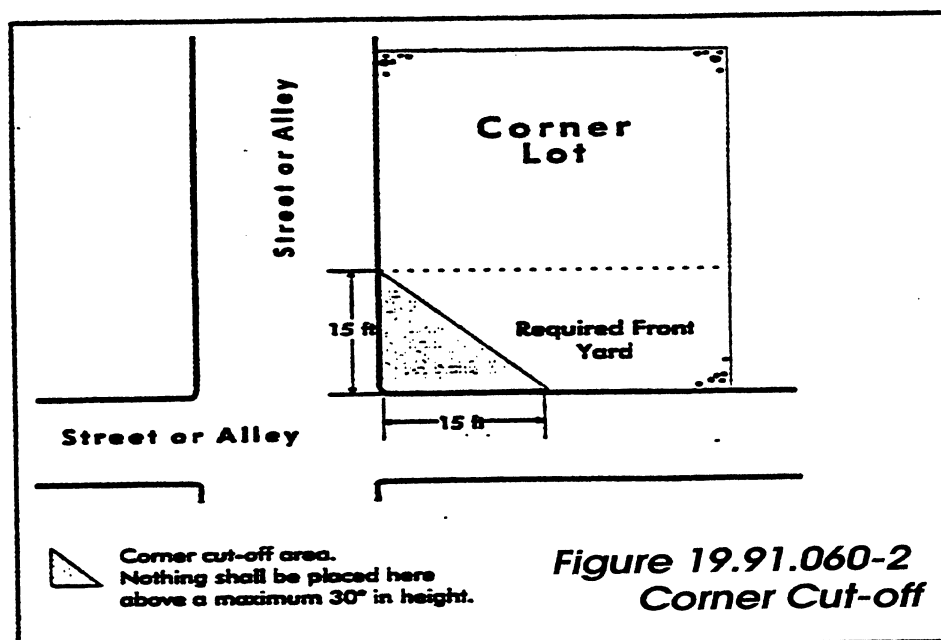 Street or Alley
Corner
Lot
15 ft
Required Front
Yard
15 ft
Street or Alley
Corner cut-off area.
Nothing shall be placed here
above a maximum 30" in height.
Figure 19.91.060-2
Corner Cut-off